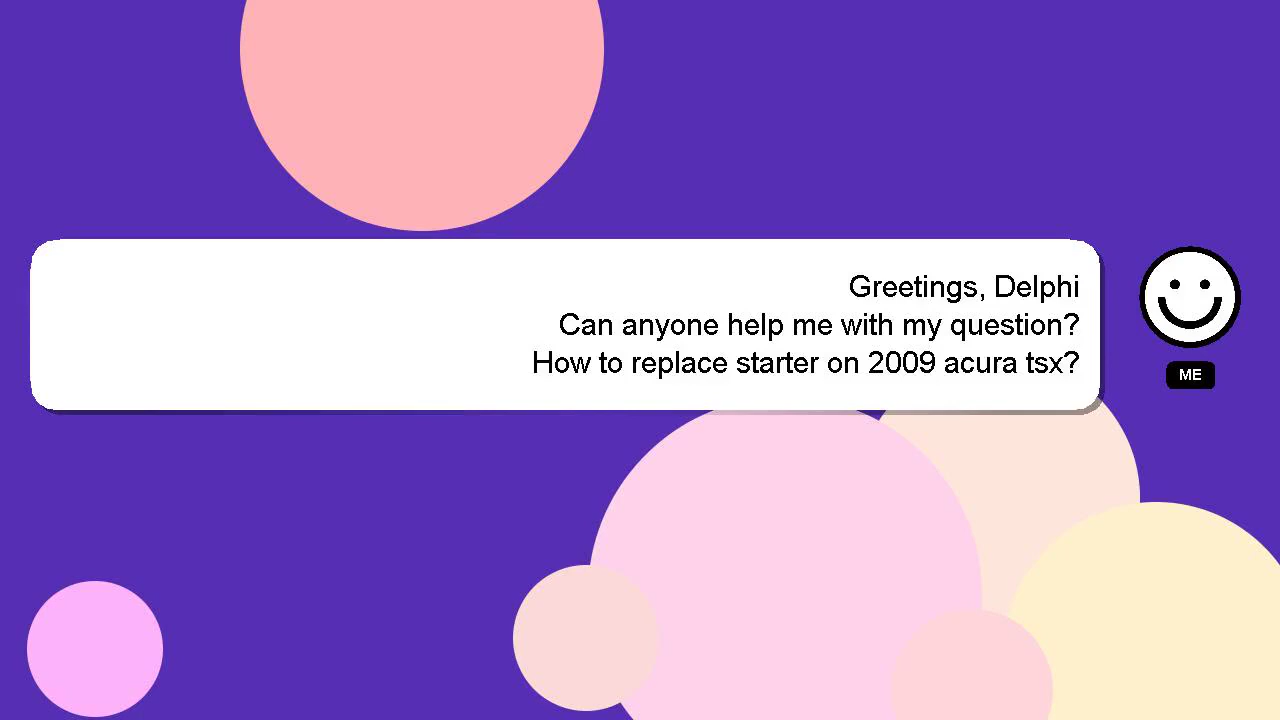 Greetings, Delphi
Can anyone help me with my question?
How to replace starter on 2009 acura tsx?
ME